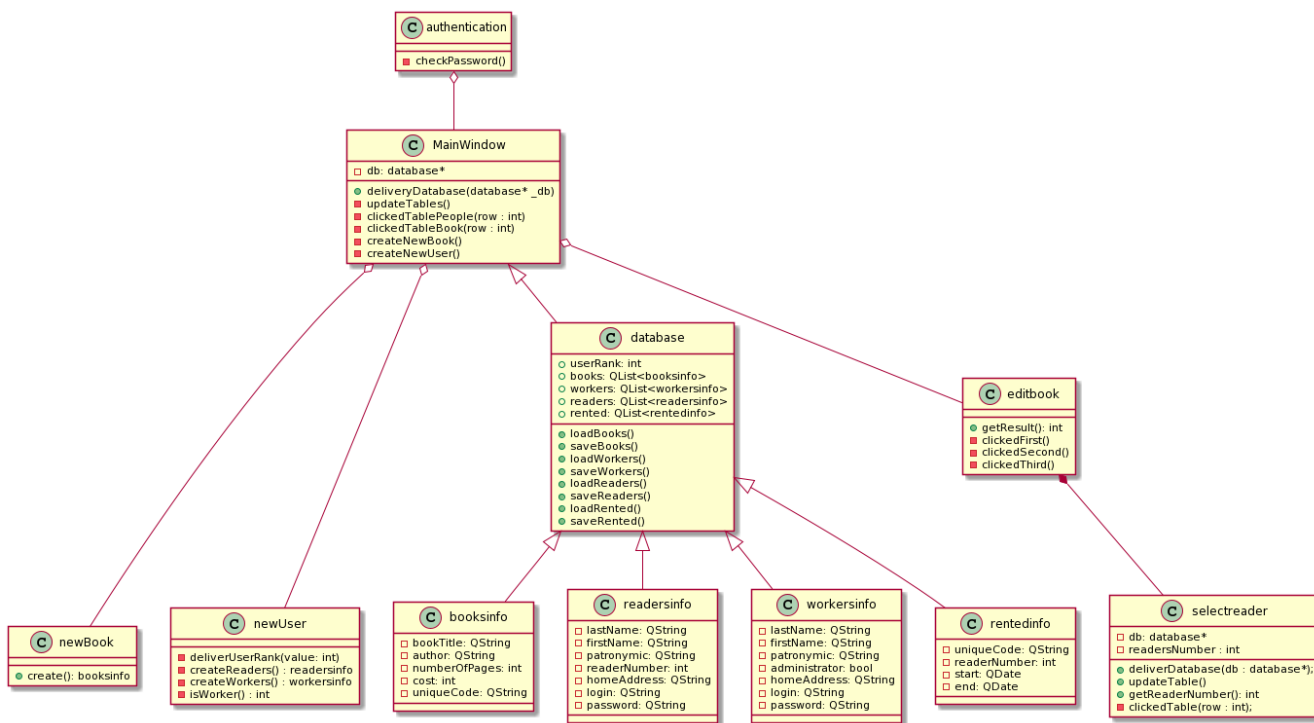 C authentication
checkPassword()
C MainWindow
db: database*
deliveryDatabase(database* _db)
updateTables()
clickedTablePeople(row : int)
clickedTableBook(row : int)
createNewBook()
createNewUser()
C database
userRank: int
books: QList<booksinfo>
workers: QList<workersinfo>
readers: QList<readersinfo>
rented: QList<rentedinfo>
loadBooks()
saveBooks()
loadWorkers()
saveWorkers()
loadReaders()
saveReaders()
loadRented()
saveRented()
C editbook
getResult(): int
clickedFirst()
clickedSecond()
clickedThird()
C newBook
create(): booksinfo
C newUser
deliverUserRank(value: int)
createReaders() : readersinfo
createWorkers() : workersinfo
isWorker() : int
C booksinfo
bookTitle: QString
author: QString
numberOfPages: int
cost: int
uniqueCode: QString
C readersinfo
lastName: QString
firstName: QString
patronymic: QString
readerNumber: int
homeAddress: QString
login: QString
password: QString
C workersinfo
lastName: QString
firstName: QString
patronymic: QString
administrator: bool
homeAddress: QString
login: QString
password: QString
C rentedinfo
uniqueCode: QString
readerNumber: int
start: QDate
end: QDate
C selectreader
db: database*
readersNumber : int
deliverDatabase(db : database*);
updateTable()
getReaderNumber(): int
clickedTable(row : int);